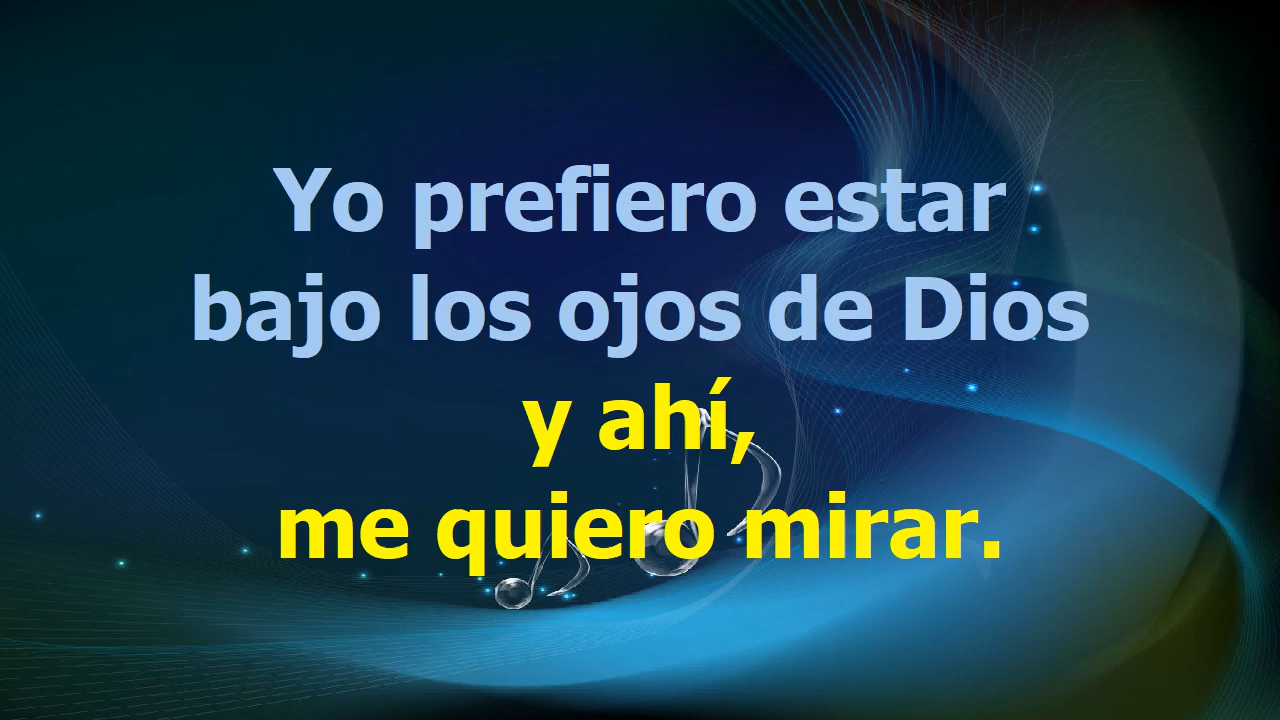 Yo prefiero estar
bajo los ojos de Dios
y ahí,
me quiero mirar.